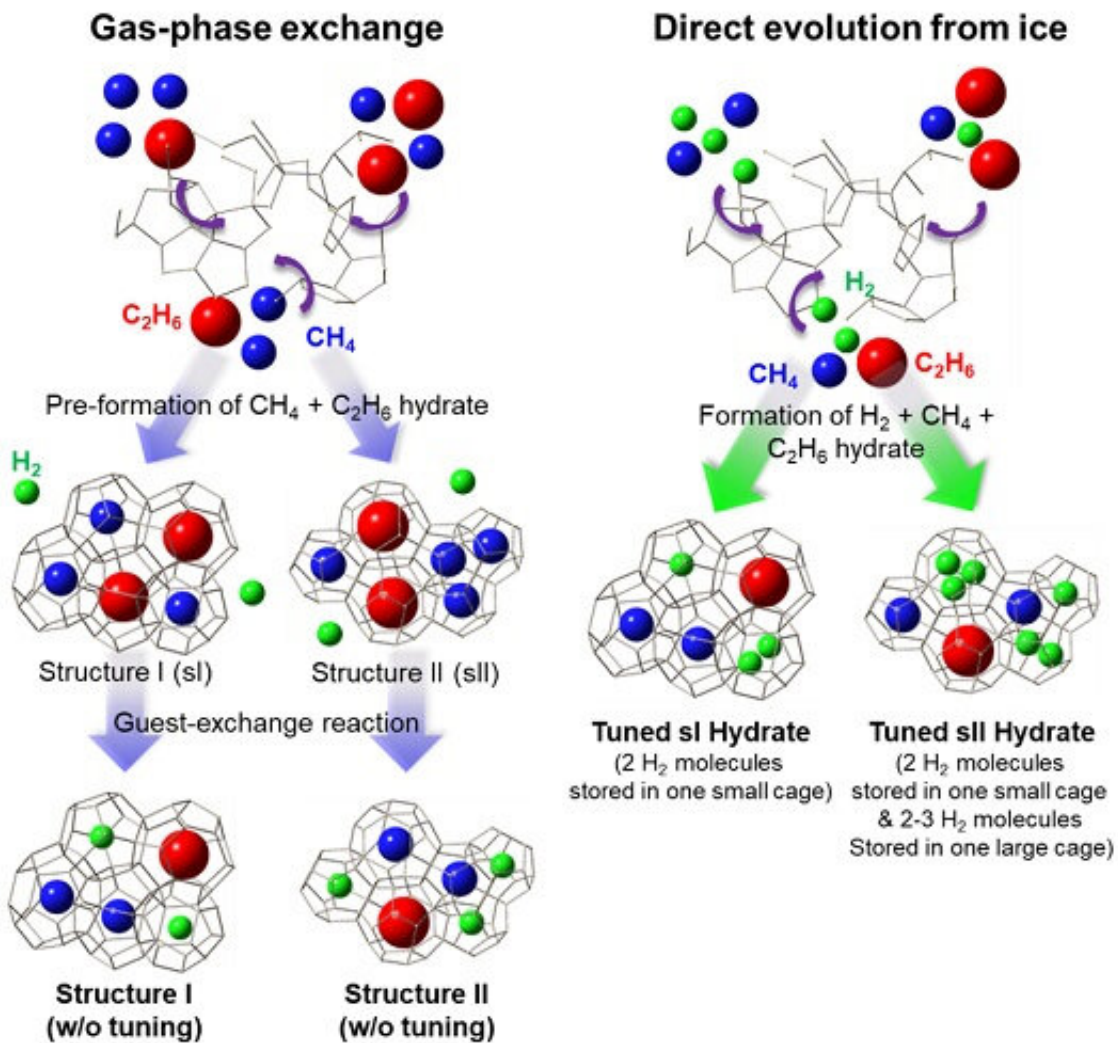 Gas-phase exchange
C₂H₆
CH₄
Pre-formation of CH₄ + C₂H₆ hydrate
H₂
Structure I (sI)
Structure II (sII)
Guest-exchange reaction
Structure I
(w/o tuning)
Structure II
(w/o tuning)
Direct evolution from ice
H₂
CH₄
C₂H₆
Formation of H₂ + CH₄ +
C₂H₆ hydrate
Tuned sI Hydrate
(2 H₂ molecules
stored in one small cage)
Tuned sII Hydrate
(2 H₂ molecules
stored in one small cage
& 2-3 H₂ molecules
Stored in one large cage)